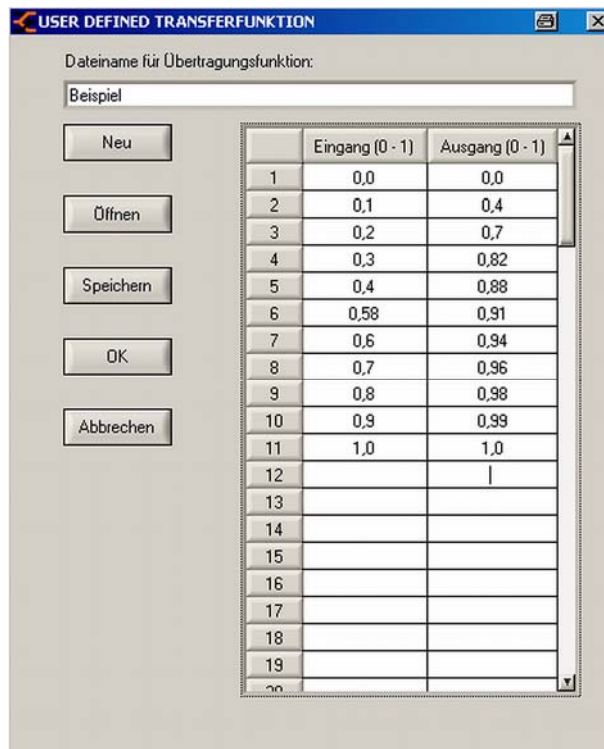 USER DEFINED TRANSFERFUNKTION
Dateiname für Übertragungsfunktion:
Beispiel
Neu
Öffnen
Speichern
OK
Abbrechen
Eingang (0 - 1) Ausgang (0 - 1)
1 0,0 0,0
2 0,1 0,4
3 0,2 0,7
4 0,3 0,82
5 0,4 0,88
6 0,58 0,91
7 0,6 0,94
8 0,7 0,96
9 0,8 0,98
10 0,9 0,99
11 1,0 1,0
12
13
14
15
16
17
18
19